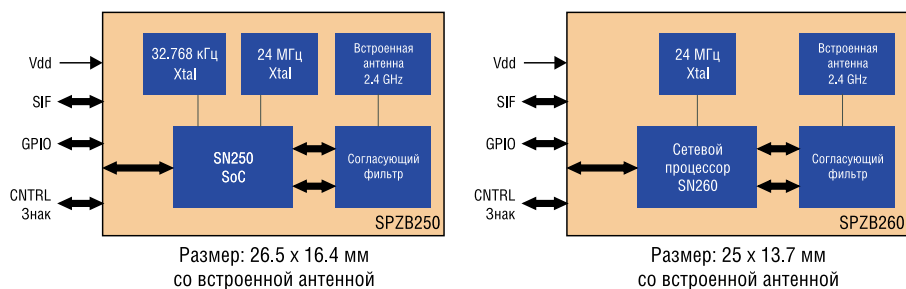 Vdd
SIF
GPIO
CNTRL
Знак
32.768 кГц
Xtal
24 МГц
Xtal
Встроенная
антенна
2.4 GHz
SN250
SoC
Согласующий
фильтр
SPZB250
Размер: 26.5 x 16.4 мм
со встроенной антенной
Vdd
SIF
GPIO
CNTRL
Знак
24 МГц
Xtal
Встроенная
антенна
2.4 GHz
Сетевой
процессор
SN260
Согласующий
фильтр
SPZB260
Размер: 25 x 13.7 мм
со встроенной антенной